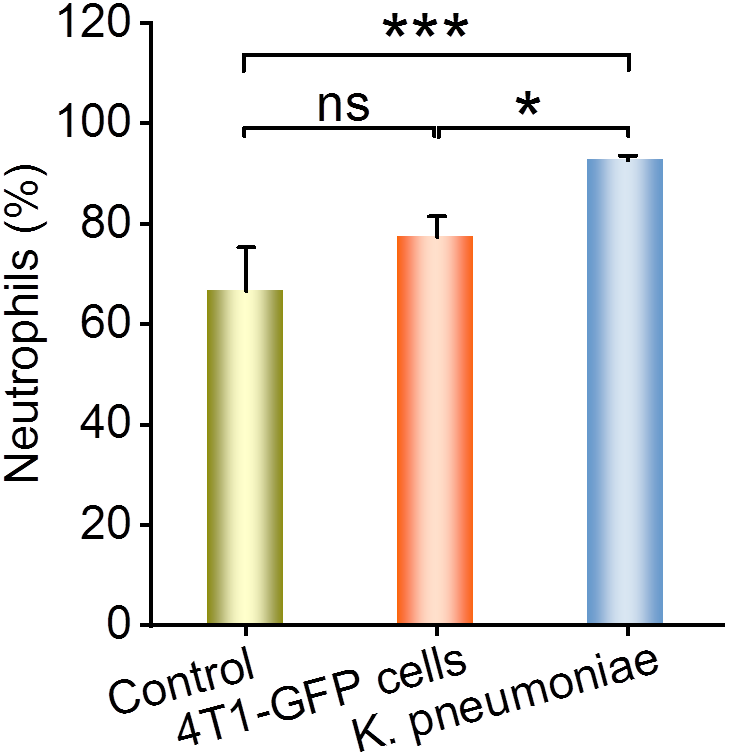 120
100
80
60
40
20
0
Neutrophils (%)
***
ns
*
Control
4T1-GFP cells
K. pneumoniae